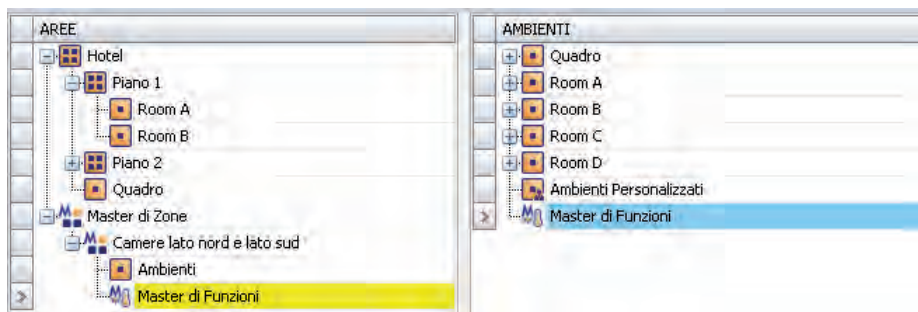 AREE
Hotel
Piano 1
Room A
Room B
Piano 2
Quadro
Master di Zone
Camere lato nord e lato sud
Ambienti
Master di Funzioni
AMBIENTI
Quadro
Room A
Room B
Room C
Room D
Ambienti Personalizzati
Master di Funzioni